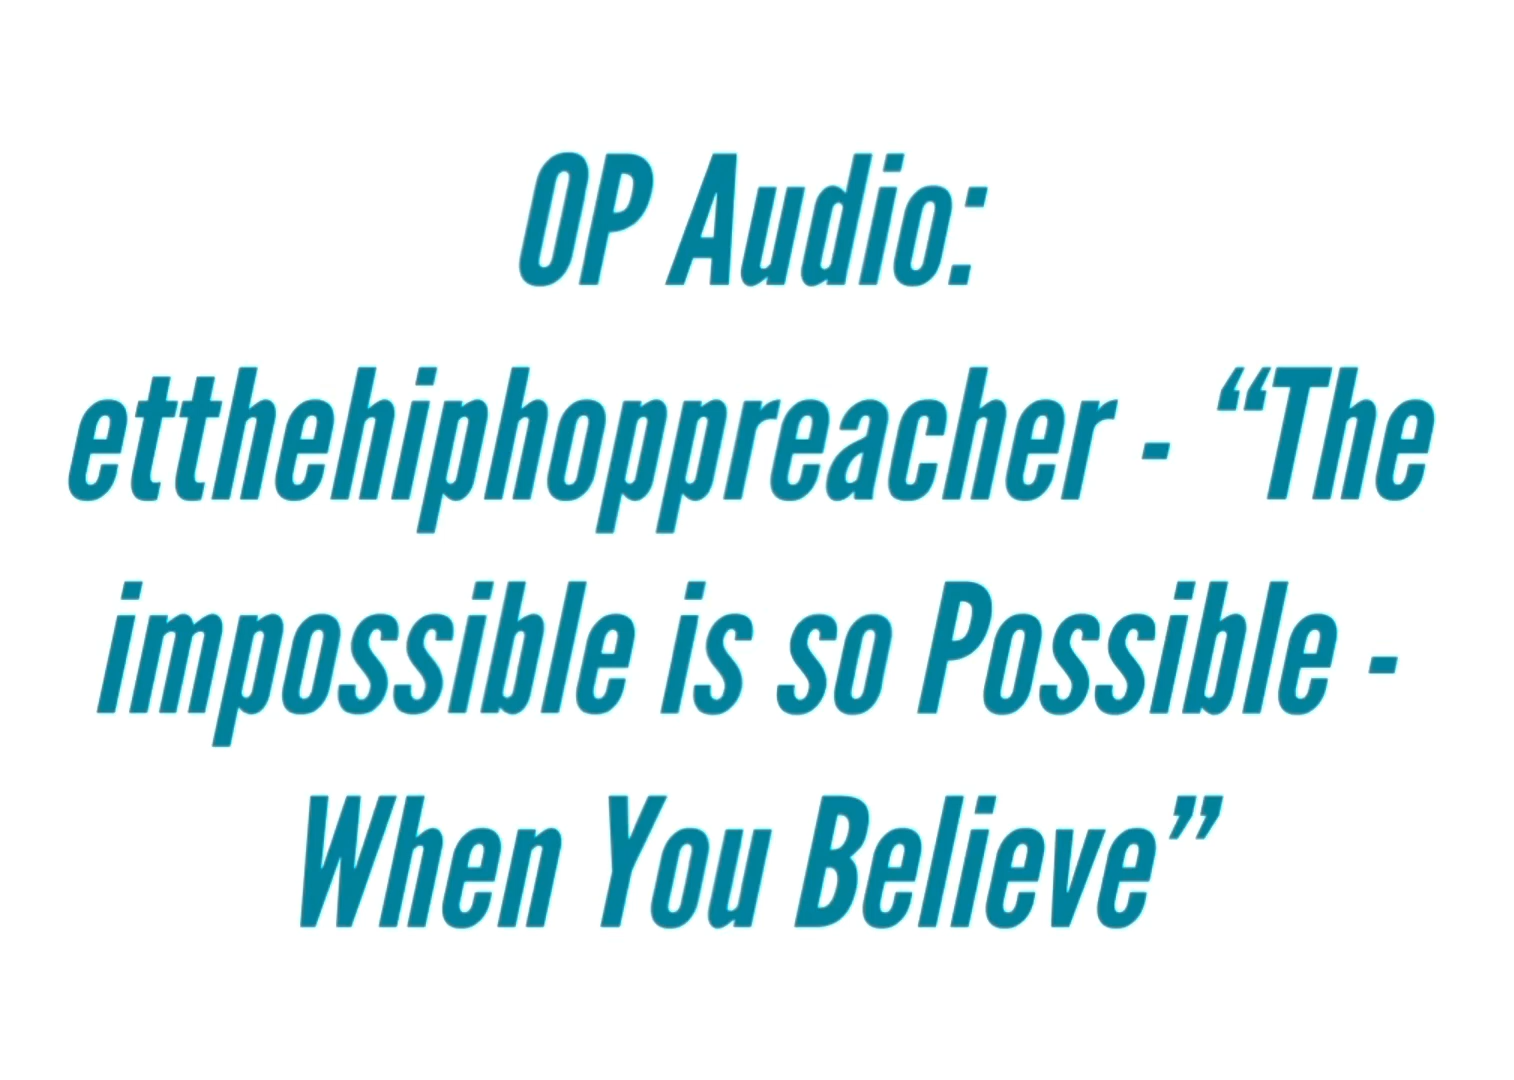 OP Audio:
etthehiphoppreacher - “The
impossible is so Possible -
When You Believe”